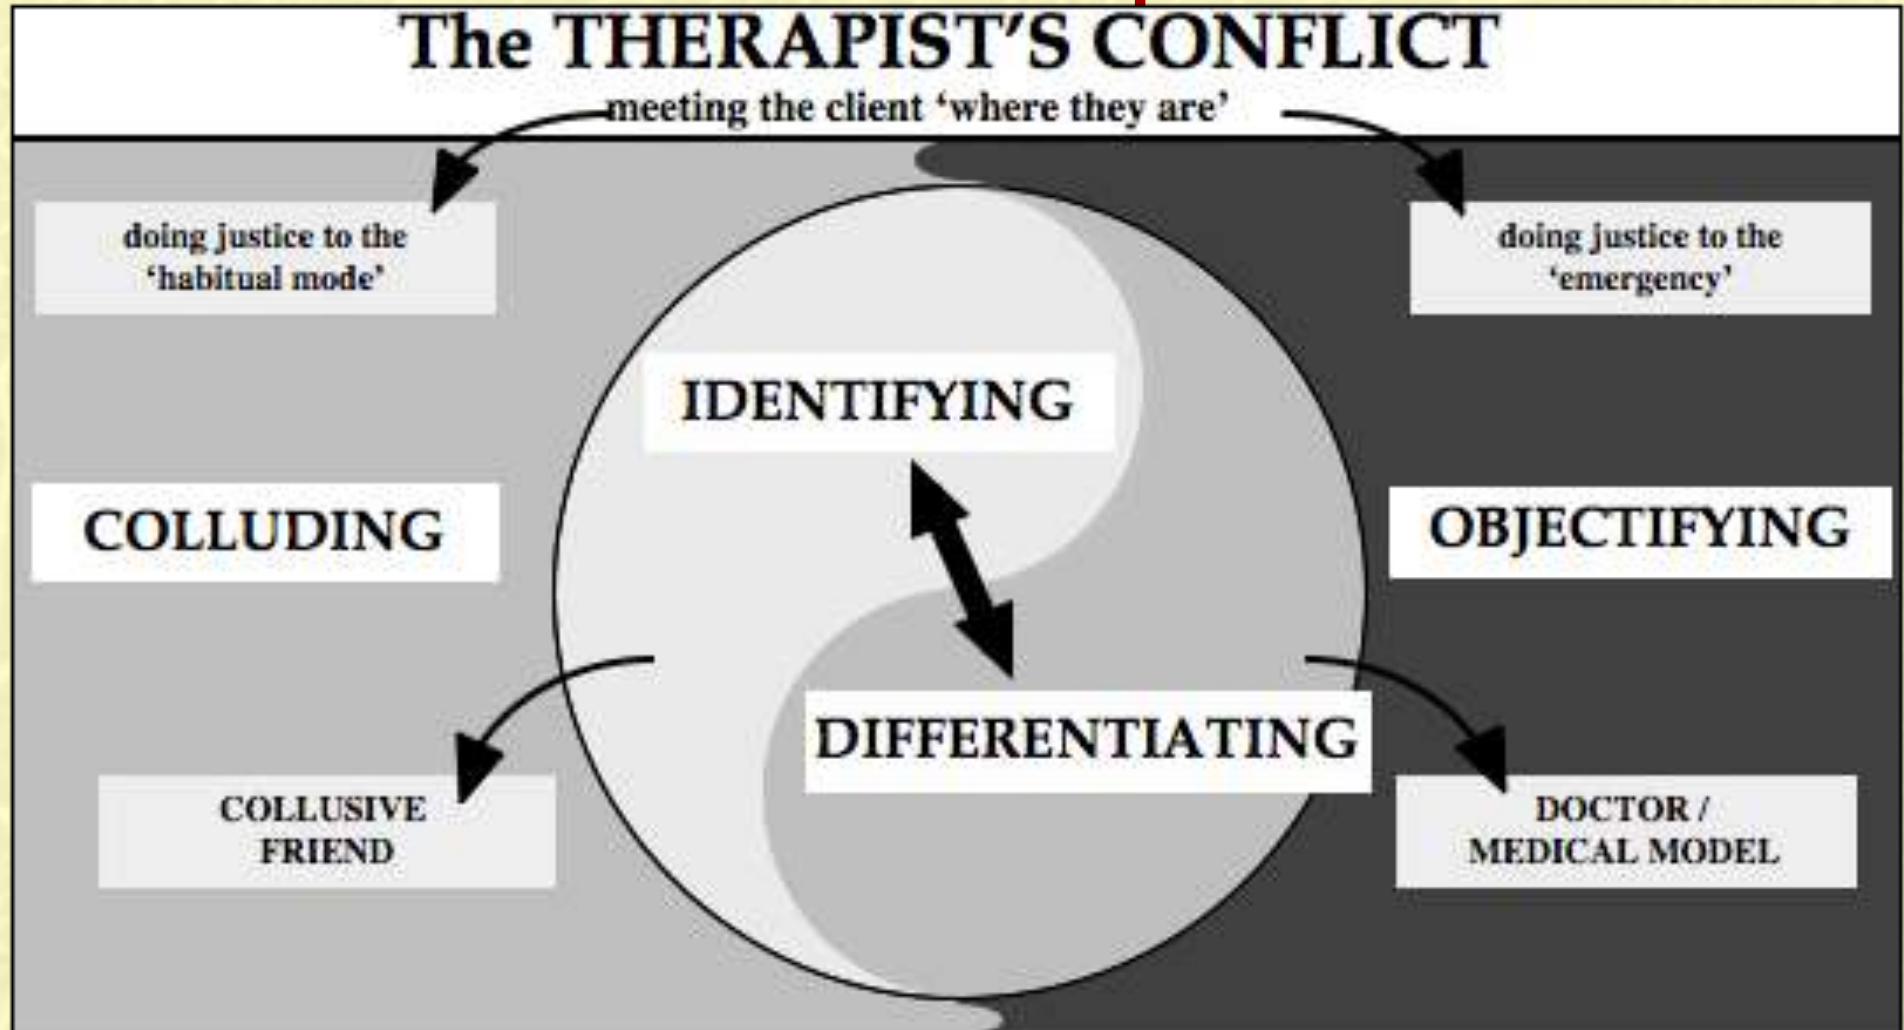 The THERAPIST’S CONFLICT
meeting the client ‘where they are’
doing justice to the
‘habitual mode’
doing justice to the
‘emergency’
IDENTIFYING
COLLUDING
OBJECTIFYING
DIFFERENTIATING
COLLUSIVE
FRIEND
DOCTOR /
MEDICAL MODEL